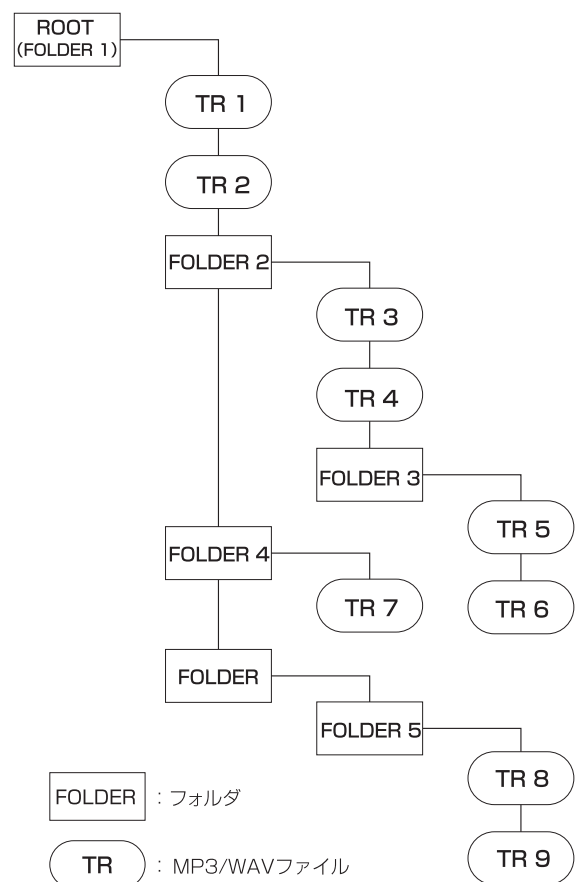 ROOT
(FOLDER 1)
TR 1
TR 2
FOLDER 2
TR 3
TR 4
FOLDER 3
TR 5
FOLDER 4
TR 7
TR 6
FOLDER
FOLDER 5
TR 8
FOLDER : フォルダ
TR 9
TR : MP3/WAVファイル